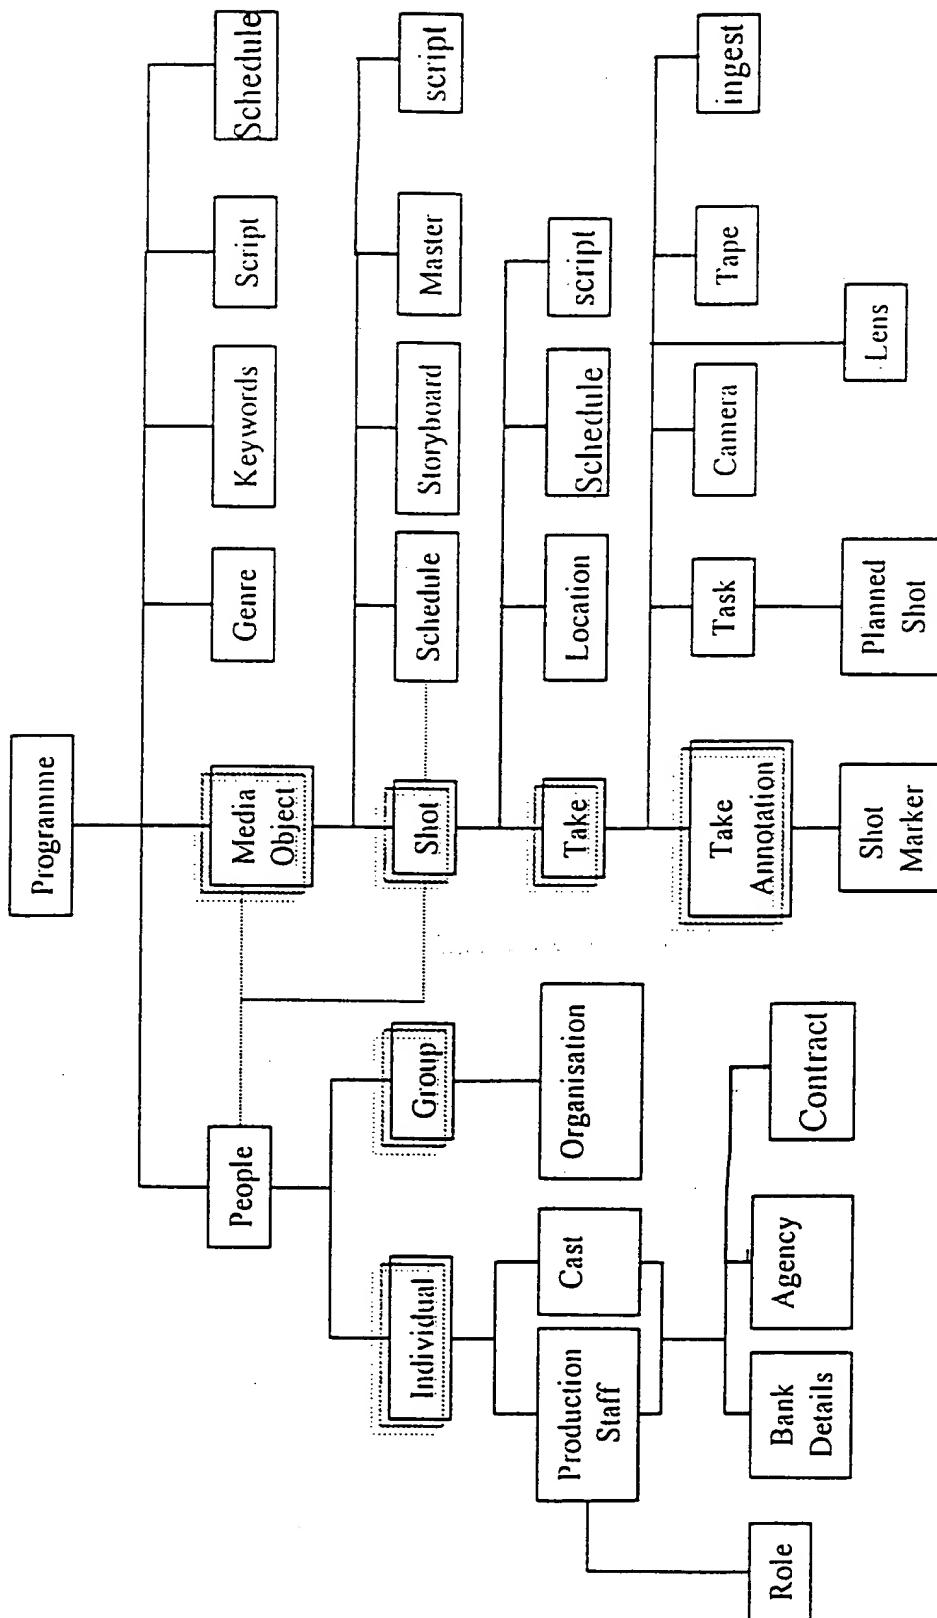 Programme
People
Media
Object
Genre
Keywords
Script
Schedule
Individual
Group
Shot
Schedule
Storyboard
Master
script
Production
Staff
Cast
Organisation
Take
Location
Schedule
script
Role
Bank
Details
Agency
Contract
Take
Annotation
Task
Camera
Tape
ingest
Shot
Marker
Planned
Shot
Lens